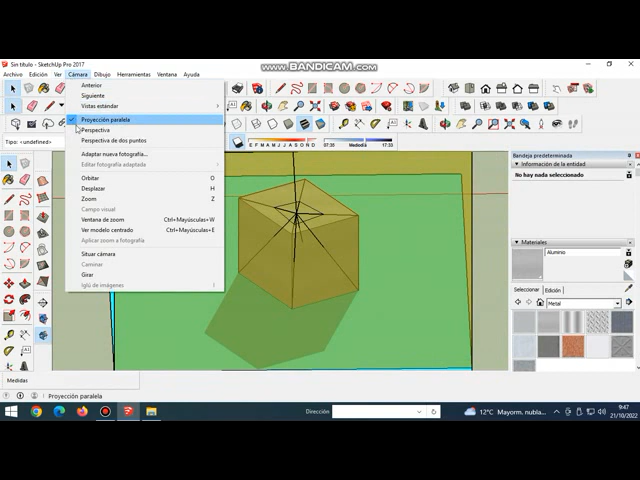 www.BANDICAM.com
Sin título - SketchUp Pro 2017
Archivo Edición Ver Cámara Dibujo Herramientas Ventana Ayuda
Anterior
Siguiente
Vistas estándar
Proyección paralela
Perspectiva
Perspectiva de dos puntos
Adaptar nueva fotografía...
Editar fotografía adaptada
Orbitar O
Desplazar H
Zoom Z
Campo visual
Ventana de zoom Ctrl+Mayúsculas+W
Ver modelo centrado Ctrl+Mayúsculas+E
Aplicar zoom a fotografía
Situar cámara
Caminar
Girar
Iglú de imágenes
Tipo: <undefined>
E F M A M J J A S O N D 07:35 Mediodía 17:33
Bandeja predeterminada
Información de la entidad
No hay nada seleccionado
Materiales
Aluminio
Seleccionar Edición
Metal
Medidas
Proyección paralela
Dirección
12°C Mayorm. nubla...
9:47
21/10/2022